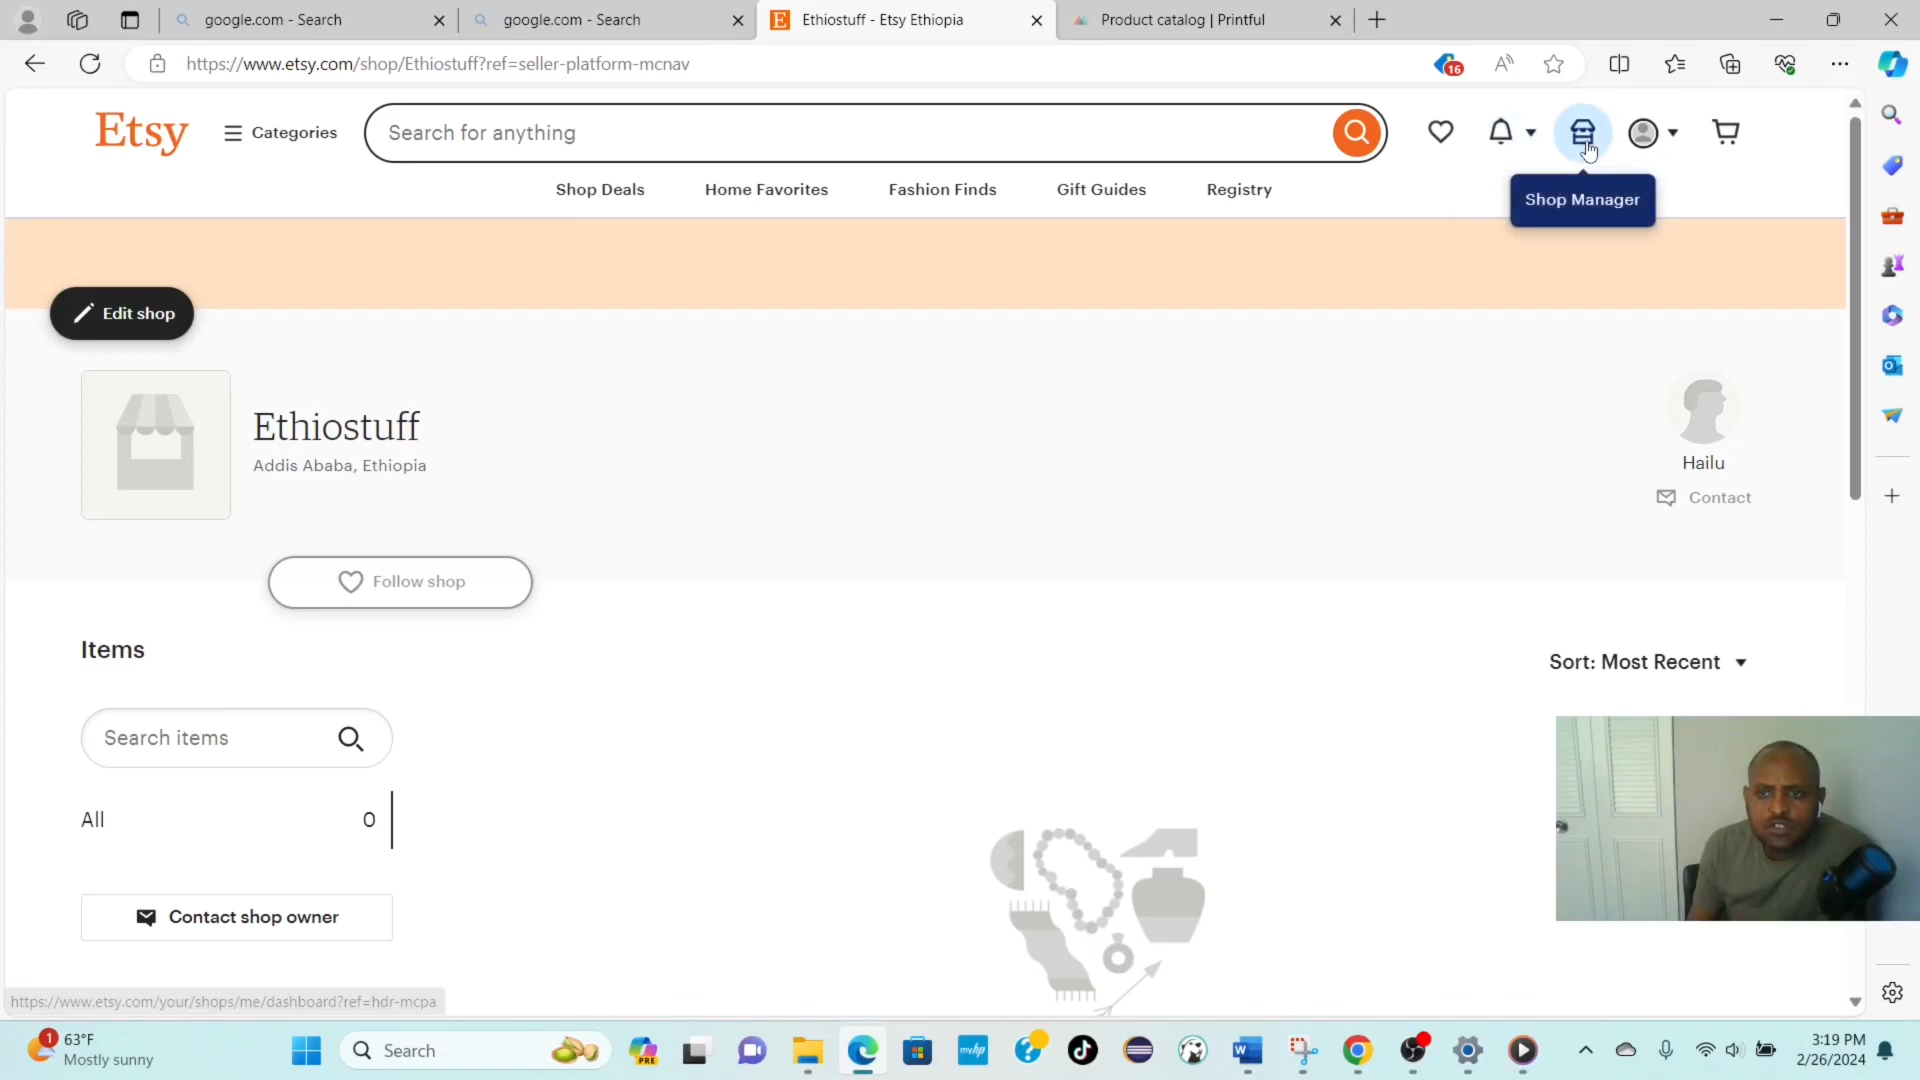 google.com - Search
google.com - Search
Ethiostuff - Etsy Ethiopia
Product catalog | Printful
https://www.etsy.com/shop/Ethiostuff?ref=seller-platform-mcnav
16
Etsy
Categories
Search for anything
Shop Deals
Home Favorites
Fashion Finds
Gift Guides
Registry
Shop Manager
Edit shop
Ethiostuff
Addis Ababa, Ethiopia
Hailu
Contact
Follow shop
Items
Sort: Most Recent
Search items
All 0
Contact shop owner
https://www.etsy.com/your/shops/me/dashboard?ref=hdr-mcpa
1
63°F
Mostly sunny
Search
PRE
myhp
3:19 PM
2/26/2024